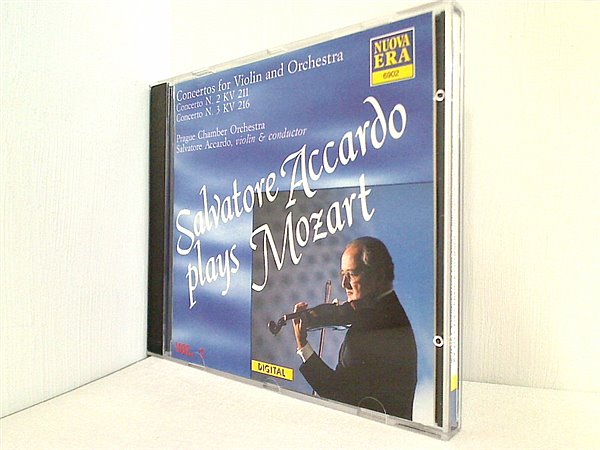 Concertos for Violin and Orchestra
Concerto N. 2 KV 211
Concerto N. 3 KV 216
Prague Chamber Orchestra
Salvatore Accardo, violin & conductor
NUOVA
ERA
6902
Salvatore Accardo
plays Mozart
DIGITAL